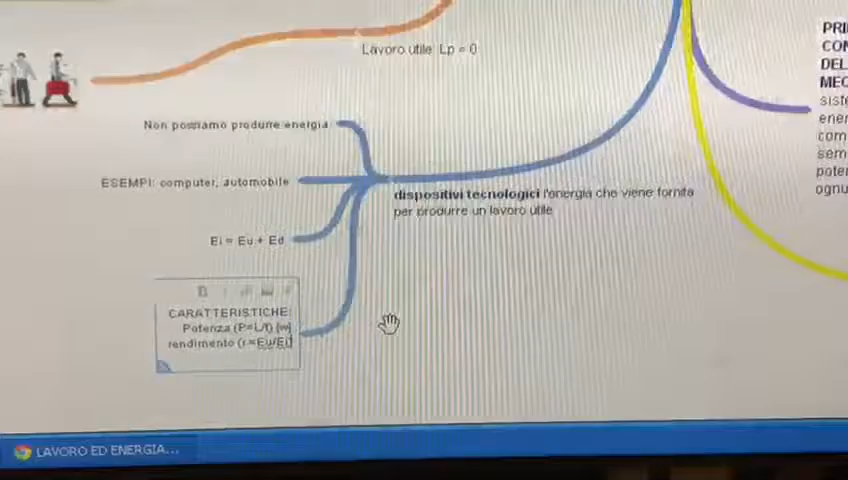 Lavoro utile: Lp = 0
Non possiamo produrre energia
ESEMPI: computer, automobile
dispositivi tecnologici l'energia che viene fornita
per produrre un lavoro utile
Ei = Eu + Ed
CARATTERISTICHE:
Potenza (P=L/t) [w]
rendimento (r=Eu/Ei)
CON
DEL
MEC
siste
ener
com
sem
poter
ognu
LAVORO ED ENERGIA...